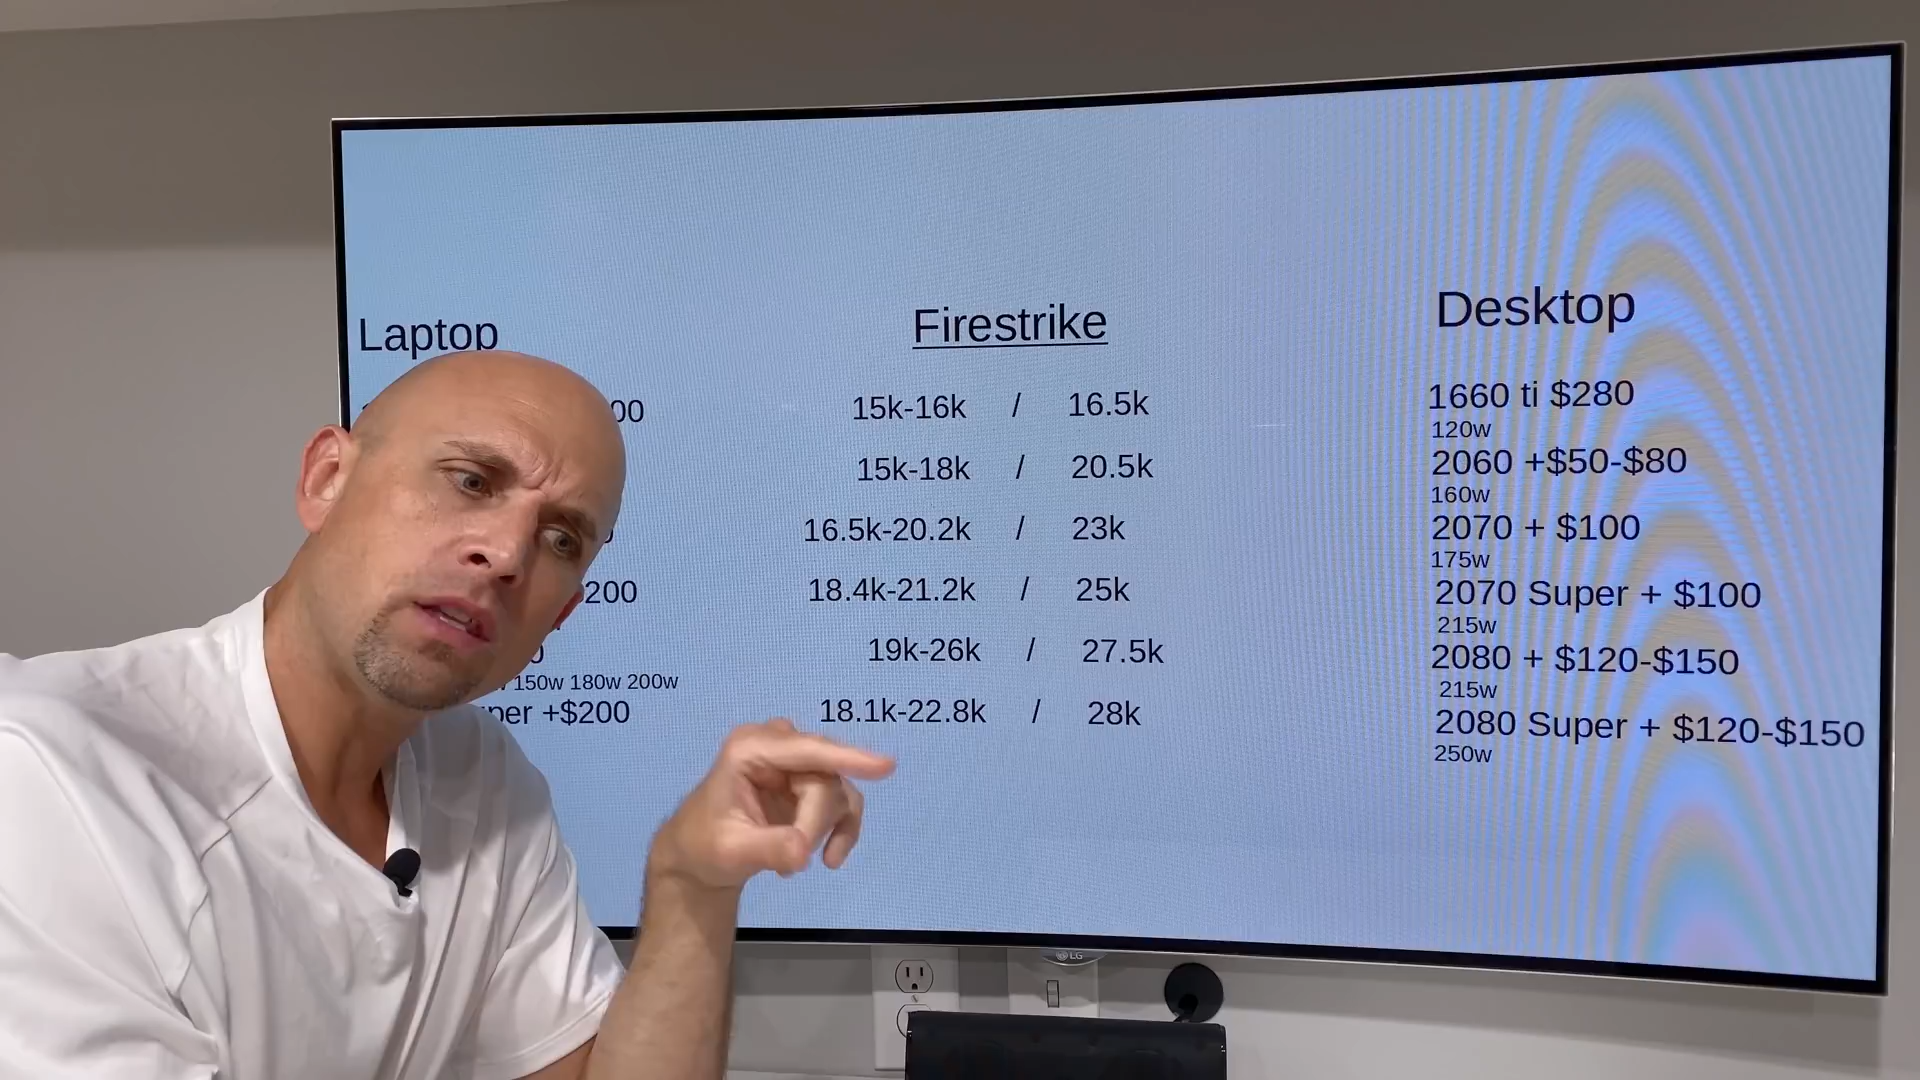 Laptop
Firestrike
Desktop
00
15k-16k / 16.5k
1660 ti $280
120w
15k-18k / 20.5k
2060 +$50-$80
160w
16.5k-20.2k / 23k
2070 + $100
175w
200
18.4k-21.2k / 25k
2070 Super + $100
215w
0
19k-26k / 27.5k
2080 + $120-$150
150w 180w 200w
215w
per +$200
18.1k-22.8k / 28k
2080 Super + $120-$150
250w
LG